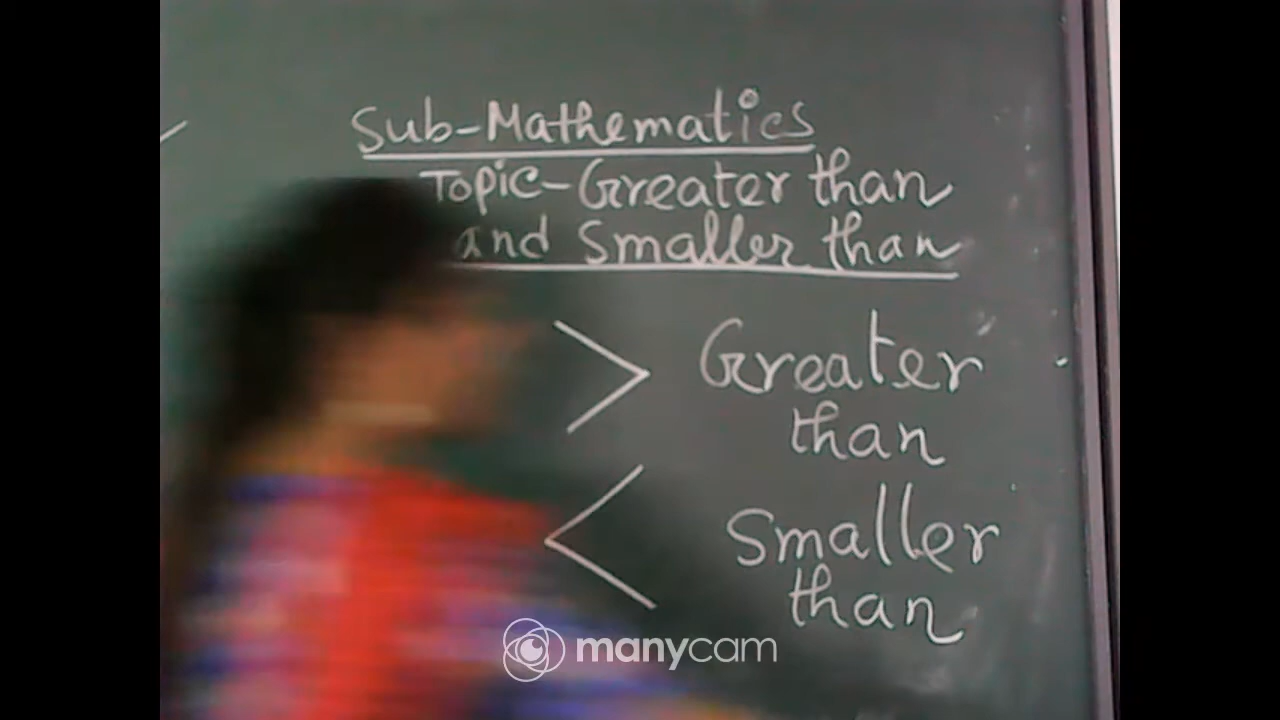 Sub-Mathematics
Topic-Greater than
and Smaller than
> Greater
than
< Smaller
than
manycam